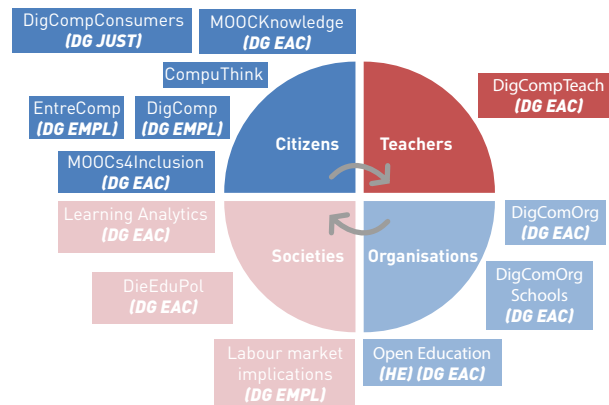 DigCompConsumers
(DG JUST)
MOOCKnowledge
(DG EAC)
CompuThink
EntreComp
(DG EMPL)
DigComp
(DG EMPL)
MOOCs4Inclusion
(DG EAC)
Citizens
Teachers
DigCompTeach
(DG EAC)
Learning Analytics
(DG EAC)
DieEduPol
(DG EAC)
Labour market
implications
(DG EMPL)
Societies
Organisations
DigComOrg
(DG EAC)
DigComOrg
Schools
(DG EAC)
Open Education
(HE) (DG EAC)